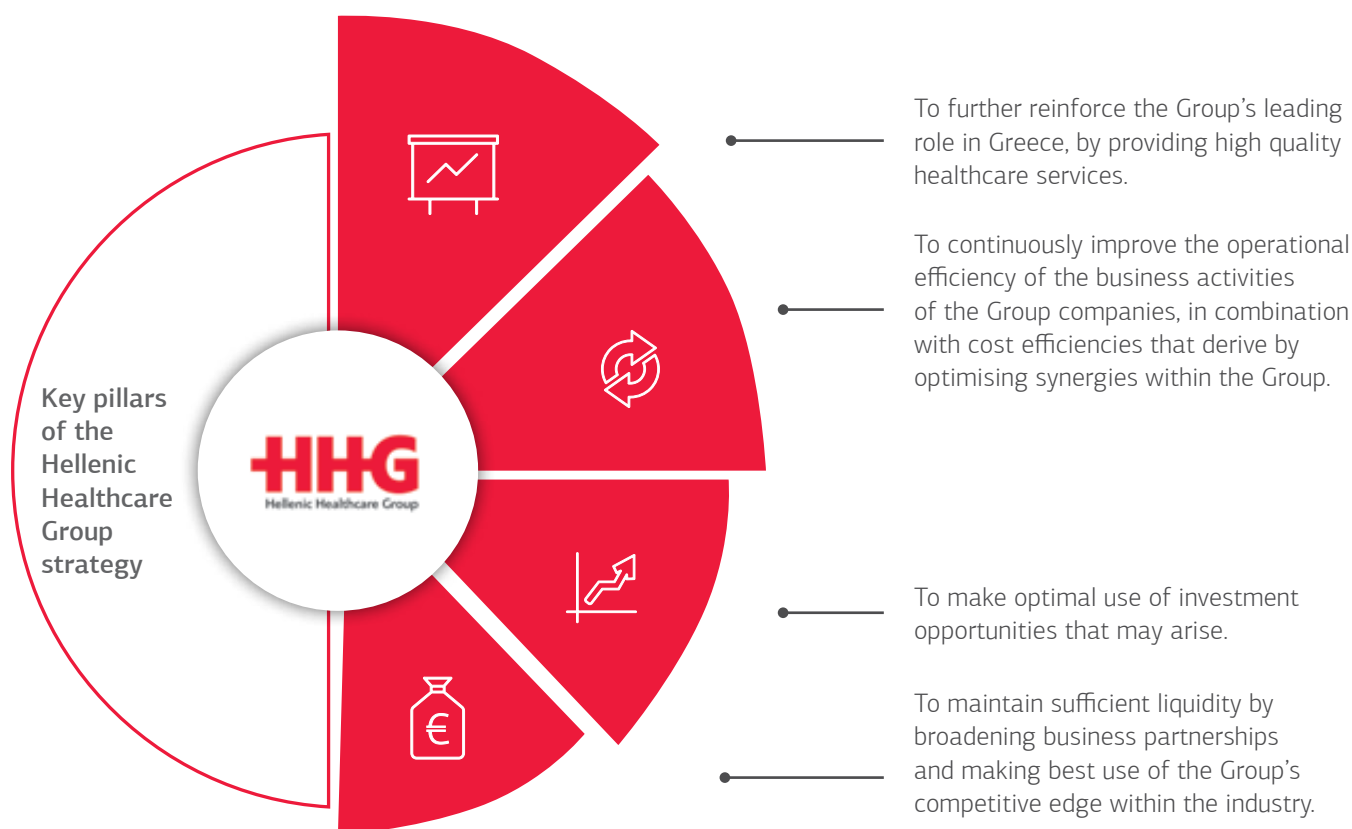 Key pillars
of the
Hellenic
Healthcare
Group
strategy
HHG
Hellenic Healthcare Group
€
To further reinforce the Group's leading
role in Greece, by providing high quality
healthcare services.
To continuously improve the operational
efficiency of the business activities
of the Group companies, in combination
with cost efficiencies that derive by
optimising synergies within the Group.
To make optimal use of investment
opportunities that may arise.
To maintain sufficient liquidity by
broadening business partnerships
and making best use of the Group's
competitive edge within the industry.